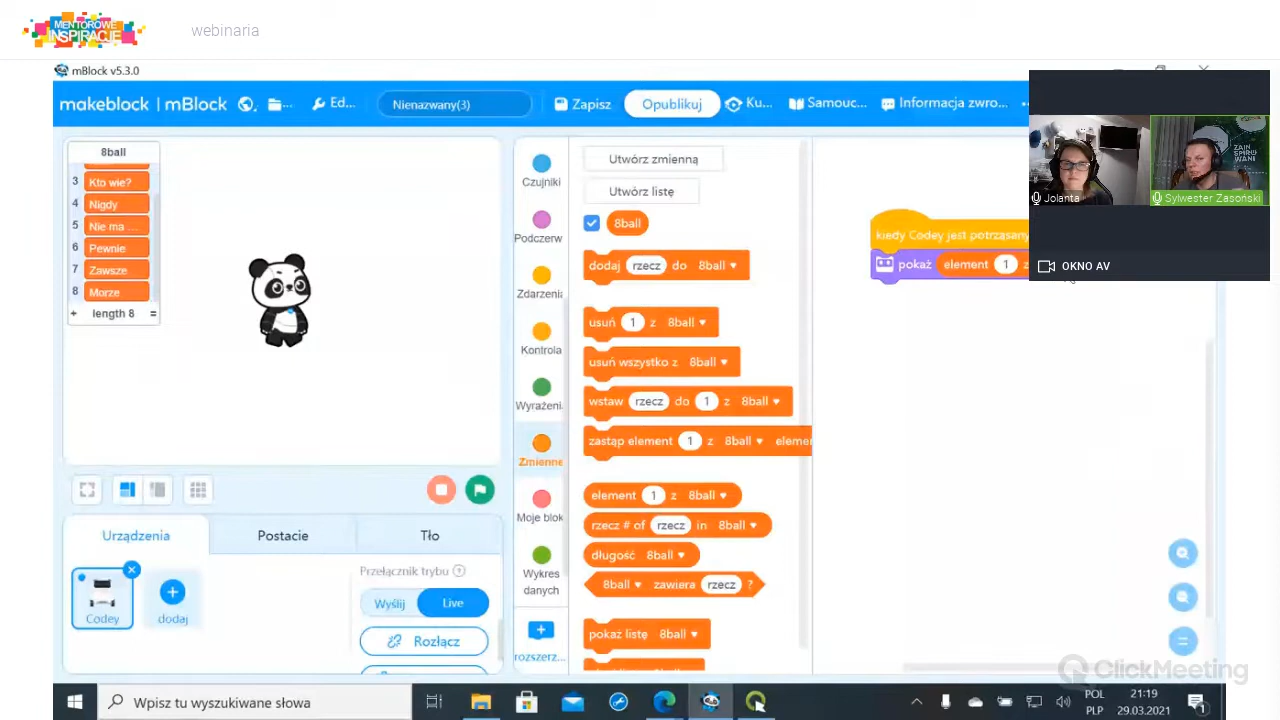 MENTOROWE
INSPIRACJE
webinaria
mBlock v5.3.0
makeblock | mBlock
Ed...
Nienazwany(3)
Zapisz
Opublikuj
Ku...
Samouc...
Informacja zwro...
8ball
3 Kto wie?
4 Nigdy
5 Nie ma ...
6 Pewnie
7 Zawsze
8 Morze
+ length 8 =
Czujniki
Podczerw
Zdarzenia
Kontrola
Wyrażenia
Zmienne
Moje blok
Wykres
danych
rozszerz...
Utwórz zmienną
Utwórz listę
8ball
dodaj rzecz do 8ball
usuń 1 z 8ball
usuń wszystko z 8ball
wstaw rzecz do 1 z 8ball
zastąp element 1 z 8ball elemen
element 1 z 8ball
rzecz # of rzecz in 8ball
długość 8ball
8ball zawiera rzecz ?
pokaż listę 8ball
kiedy Codey jest potrząsany
pokaż element 1 z
ZAIN
SPIRO
WANI
Jolanta
Sylwester Zasoński
OKNO AV
Urządzenia
Postacie
Tło
Codey
dodaj
Przełącznik trybu ?
Wyślij
Live
Rozłącz
ClickMeeting
Wpisz tu wyszukiwane słowa
POL
PLP
21:19
29.03.2021
1